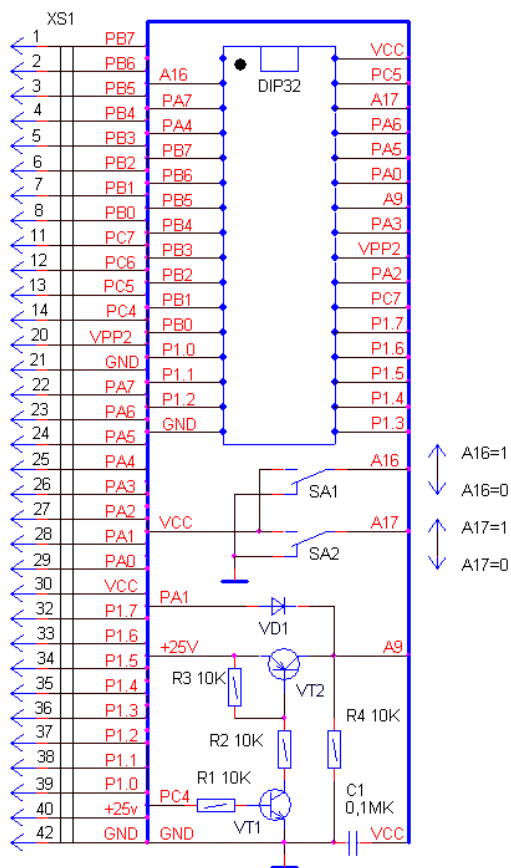 XS1
1 PB7
2 PB6
3 PB5
4 PB4
5 PB3
6 PB2
7 PB1
8 PB0
11 PC7
12 PC6
13 PC5
14 PC4
20 VPP2
21 GND
22 PA7
23 PA6
24 PA5
25 PA4
26 PA3
27 PA2
28 PA1
29 PA0
30 VCC
32 P1.7
33 P1.6
34 P1.5
35 P1.4
36 P1.3
37 P1.2
38 P1.1
39 P1.0
40 +25v
42 GND
DIP32
A16
PA7
PA4
PB7
PB6
PB5
PB4
PB3
PB2
PB1
PB0
P1.0
P1.1
P1.2
GND
VCC
PC5
A17
PA6
PA5
PA0
A9
PA3
VPP2
PA2
PC7
P1.7
P1.6
P1.5
P1.4
P1.3
A16
SA1
VCC
A17
SA2
A16=1
A16=0
A17=1
A17=0
PA1
VD1
+25V
A9
R3 10K
VT2
R4 10K
R2 10K
R1 10K
PC4
VT1
C1
0,1MK
GND
VCC